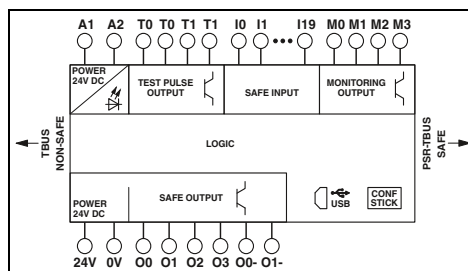 A1 A2 T0 T0 T1 T1 I0 I1 ••• I19 M0 M1 M2 M3
POWER
24V DC
TEST PULSE
OUTPUT
SAFE INPUT
MONITORING
OUTPUT
TBUS
NON-SAFE
LOGIC
PSR-TBUS
SAFE
POWER
24V DC
SAFE OUTPUT
USB
CONF
STICK
24V 0V O0 O1 O2 O3 O0- O1-